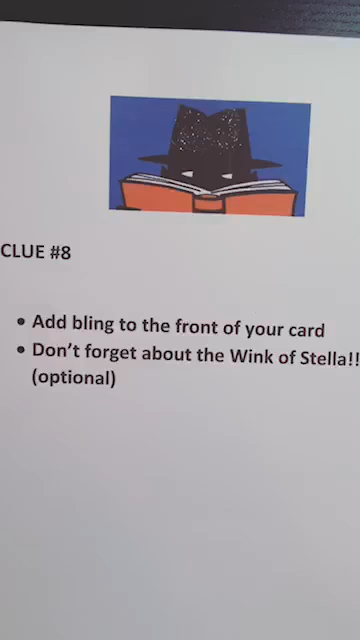 CLUE #8
• Add bling to the front of your card
• Don't forget about the Wink of Stella!!
(optional)